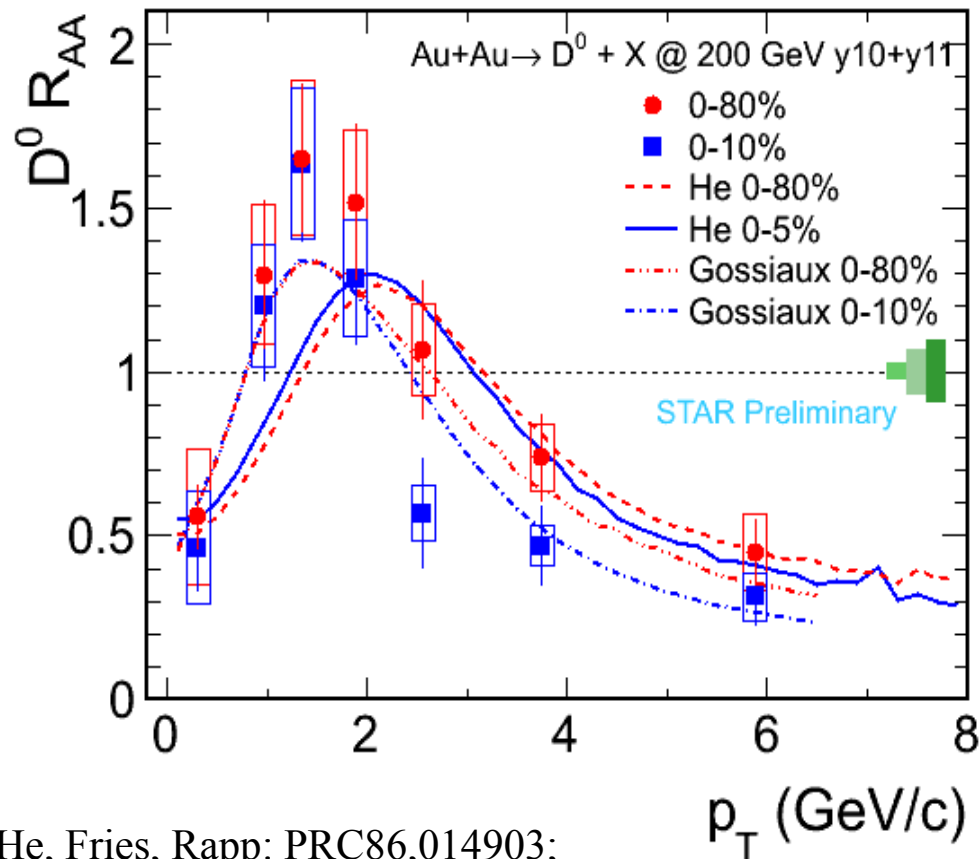 Au+Au→ D⁰ + X @ 200 GeV y10+y11
0-80%
0-10%
He 0-80%
He 0-5%
Gossiaux 0-80%
Gossiaux 0-10%
STAR Preliminary
D⁰ R_AA
2
1.5
1
0.5
0
0 2 4 6 8
p_T (GeV/c)
He, Fries, Rapp: PRC86,014903;